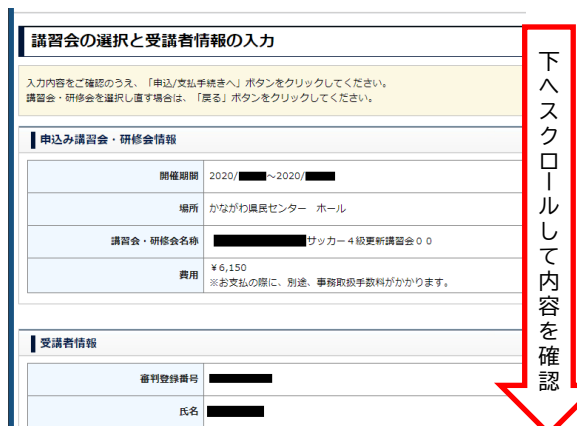 講習会の選択と受講者情報の入力
入力内容をご確認のうえ、「申込/支払手続きへ」ボタンをクリックしてください。
講習会・研修会を選択し直す場合は、「戻る」ボタンをクリックしてください。
申込み講習会・研修会情報
開催期間 2020/ ～2020/
場所 かながわ県民センター ホール
講習会・研修会名称 サッカー４級更新講習会００
費用 ¥6,150
※お支払の際に、別途、事務取扱手数料がかかります。
受講者情報
審判登録番号
氏名
下へスクロールして内容を確認